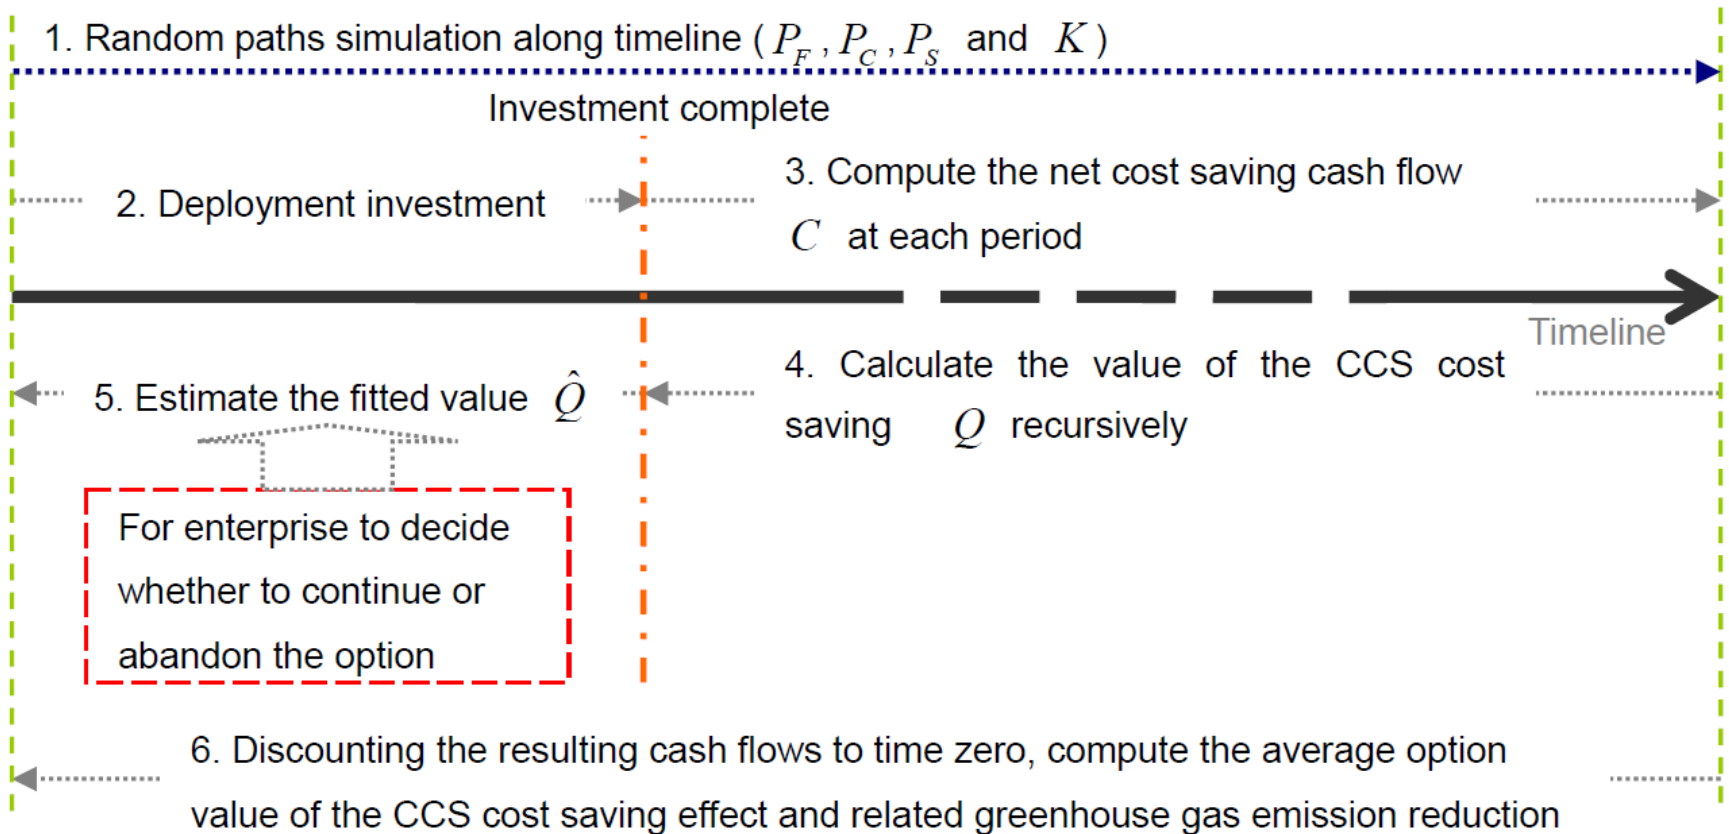 1. Random paths simulation along timeline ( P_F , P_C , P_S and K )
Investment complete
2. Deployment investment
3. Compute the net cost saving cash flow
C at each period
Timeline
4. Calculate the value of the CCS cost
saving Q recursively
5. Estimate the fitted value Q̂
For enterprise to decide
whether to continue or
abandon the option
6. Discounting the resulting cash flows to time zero, compute the average option
value of the CCS cost saving effect and related greenhouse gas emission reduction